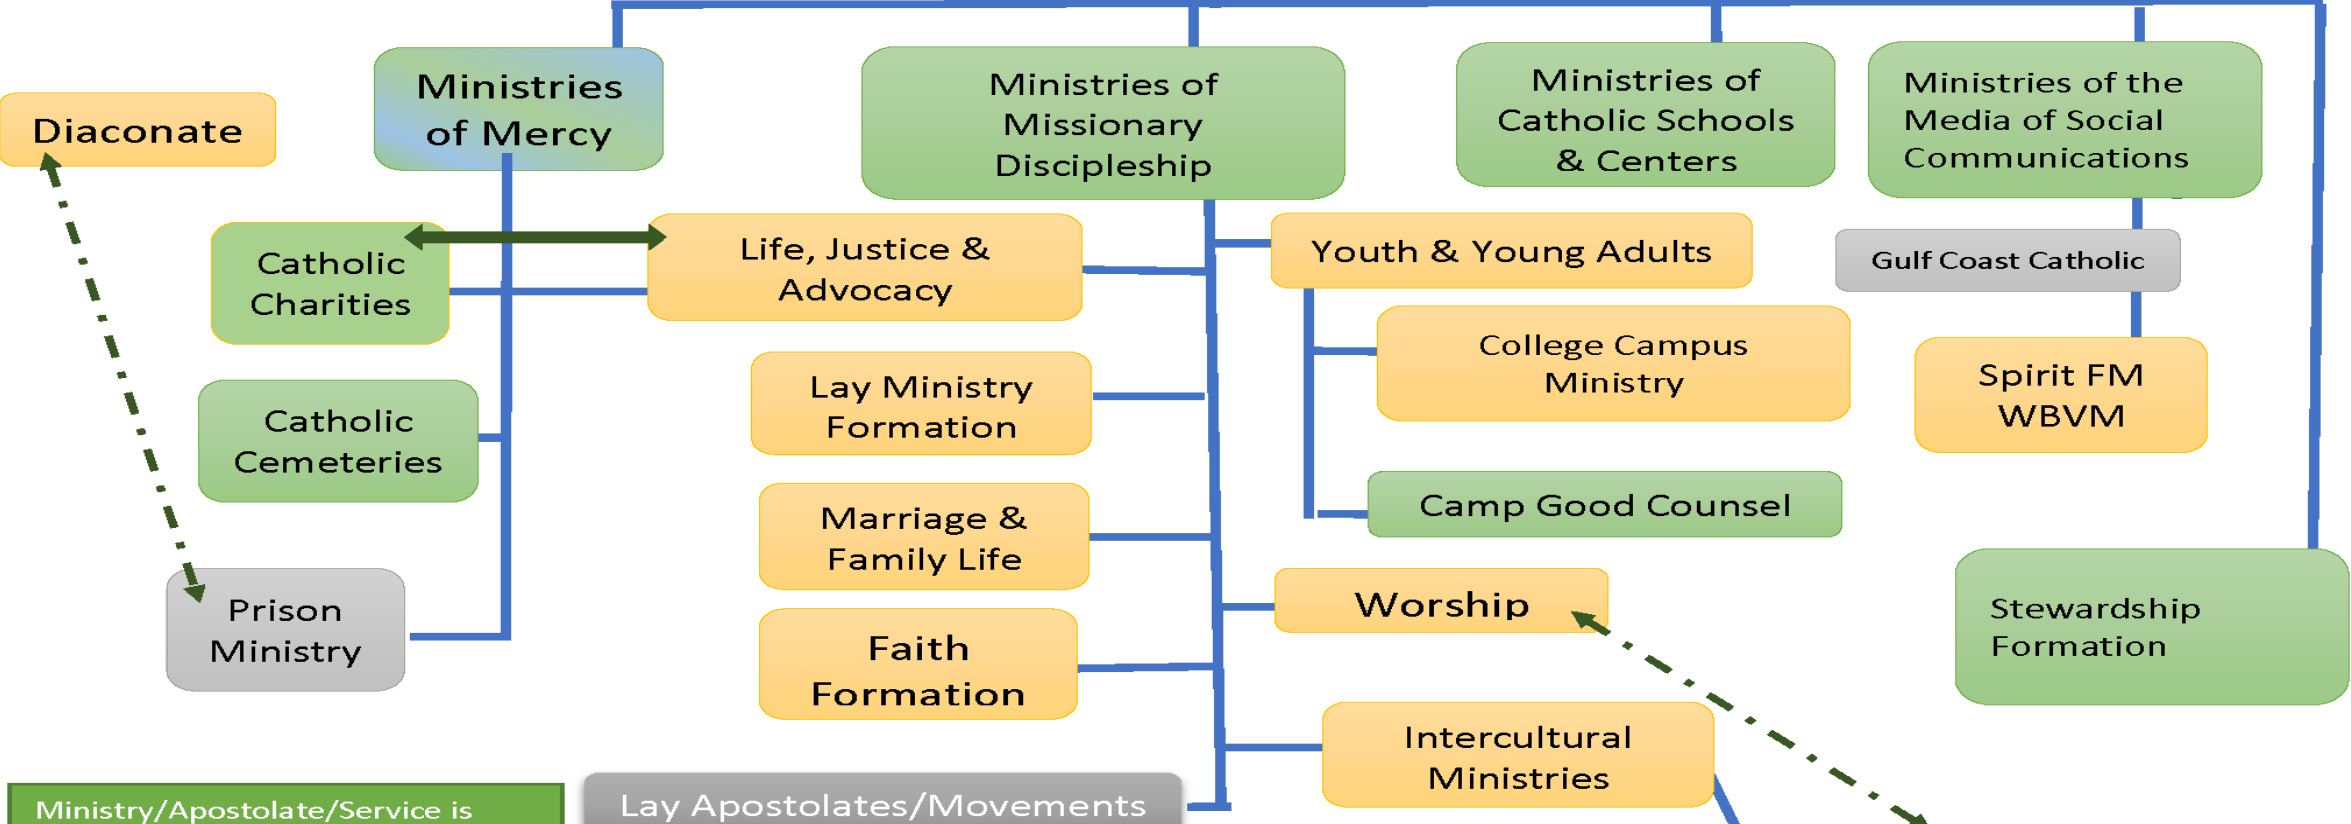 Diaconate
Ministries
of Mercy
Ministries of
Missionary
Discipleship
Ministries of
Catholic Schools
& Centers
Ministries of the
Media of Social
Communications
Catholic
Charities
Life, Justice &
Advocacy
Youth & Young Adults
Gulf Coast Catholic
College Campus
Ministry
Spirit FM
WBVM
Lay Ministry
Formation
Catholic
Cemeteries
Camp Good Counsel
Marriage &
Family Life
Prison
Ministry
Worship
Stewardship
Formation
Faith
Formation
Intercultural
Ministries
Ministry/Apostolate/Service is
Lay Apostolates/Movements